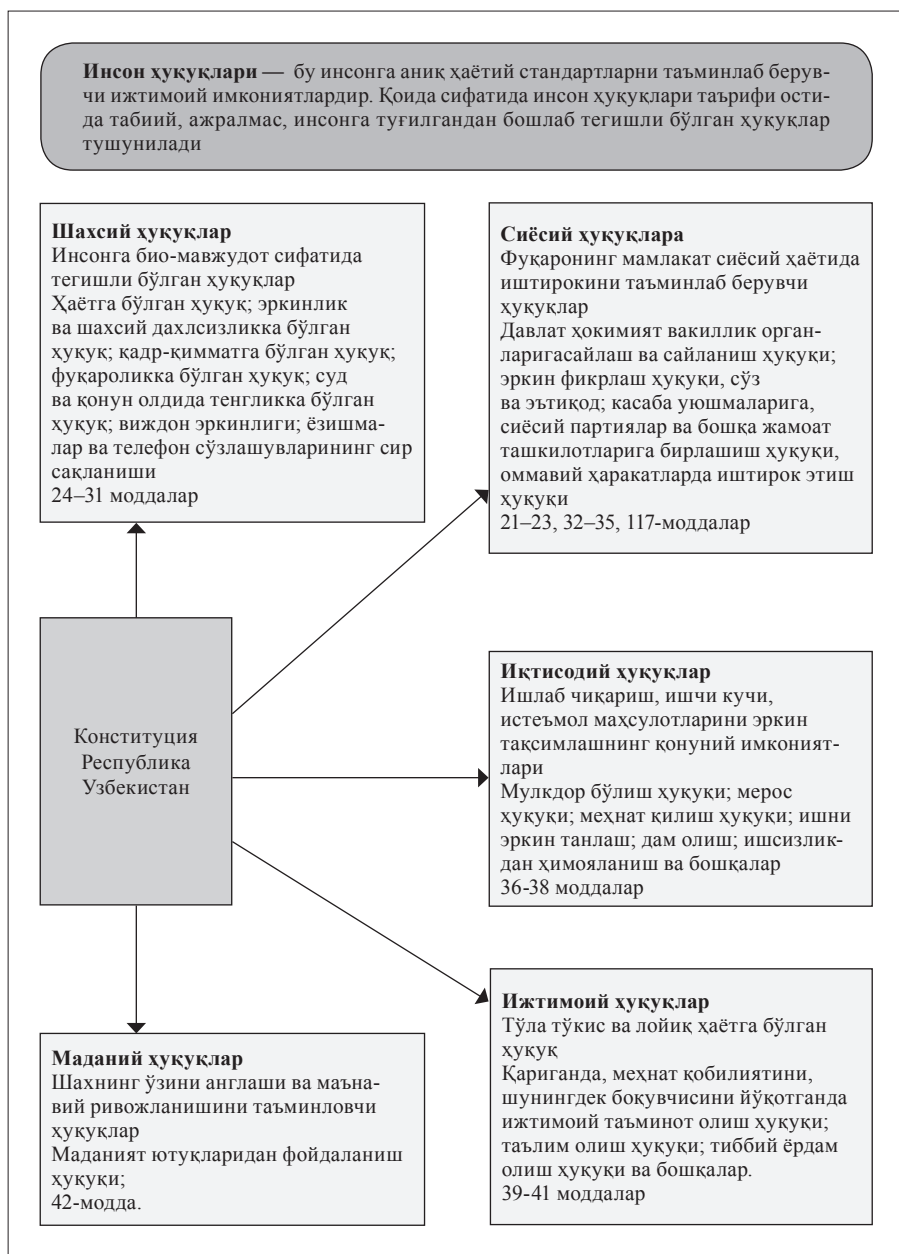 Инсон ҳуқуқлари — бу инсонга аниқ ҳаётий стандартларни таъминлаб берув-
чи ижтимоий имкониятлардир. Қоида сифатида инсон ҳуқуқлари таърифи ости-
да табиий, ажралмас, инсонга туғилгандан бошлаб тегишли бўлган ҳуқуқлар
тушунилади
Шахсий ҳуқуқлар
Инсонга био-мавжудот сифатида
тегишли бўлган ҳуқуқлар
Ҳаётга бўлган ҳуқуқ; эркинлик
ва шахсий дахлсизликка бўлган
ҳуқуқ; қадр-қимматга бўлган ҳуқуқ;
фуқароликка бўлган ҳуқуқ; суд
ва қонун олдида тенгликка бўлган
ҳуқуқ; виждон эркинлиги; ёзишма-
лар ва телефон сўзлашувларининг сир
сақланиши
24–31 моддалар
Сиёсий ҳуқуқлара
Фуқаронинг мамлакат сиёсий ҳаётида
иштирокини таъминлаб берувчи
ҳуқуқлар
Давлат ҳокимият вакиллик орган-
ларигасайлаш ва сайланиш ҳуқуқи;
эркин фикрлаш ҳуқуқи, сўз
ва эътиқод; касаба уюшмаларига,
сиёсий партиялар ва бошқа жамоат
ташкилотларига бирлашиш ҳуқуқи,
оммавий ҳаракатларда иштирок этиш
ҳуқуқи
21–23, 32–35, 117-моддалар
Конституция
Республика
Узбекистан
Иқтисодий ҳуқуқлар
Ишлаб чиқариш, ишчи кучи,
истеъмол маҳсулотларини эркин
тақсимлашнинг қонуний имконият-
лари
Мулкдор бўлиш ҳуқуқи; мерос
ҳуқуқи; меҳнат қилиш ҳуқуқи; ишни
эркин танлаш; дам олиш; ишсизлик-
дан ҳимояланиш ва бошқалар
36-38 моддалар
Маданий ҳуқуқлар
Шахнинг ўзини англаши ва маъна-
вий ривожланишини таъминловчи
ҳуқуқлар
Маданият ютуқларидан фойдаланиш
ҳуқуқи;
42-модда.
Ижтимоий ҳуқуқлар
Тўла тўкис ва лойиқ ҳаётга бўлган
ҳуқуқ
Қариганда, меҳнат қобилиятини,
шунингдек боқувчисини йўқотганда
ижтимоий таъминот олиш ҳуқуқи;
таълим олиш ҳуқуқи; тиббий ёрдам
олиш ҳуқуқи ва бошқалар.
39-41 моддалар